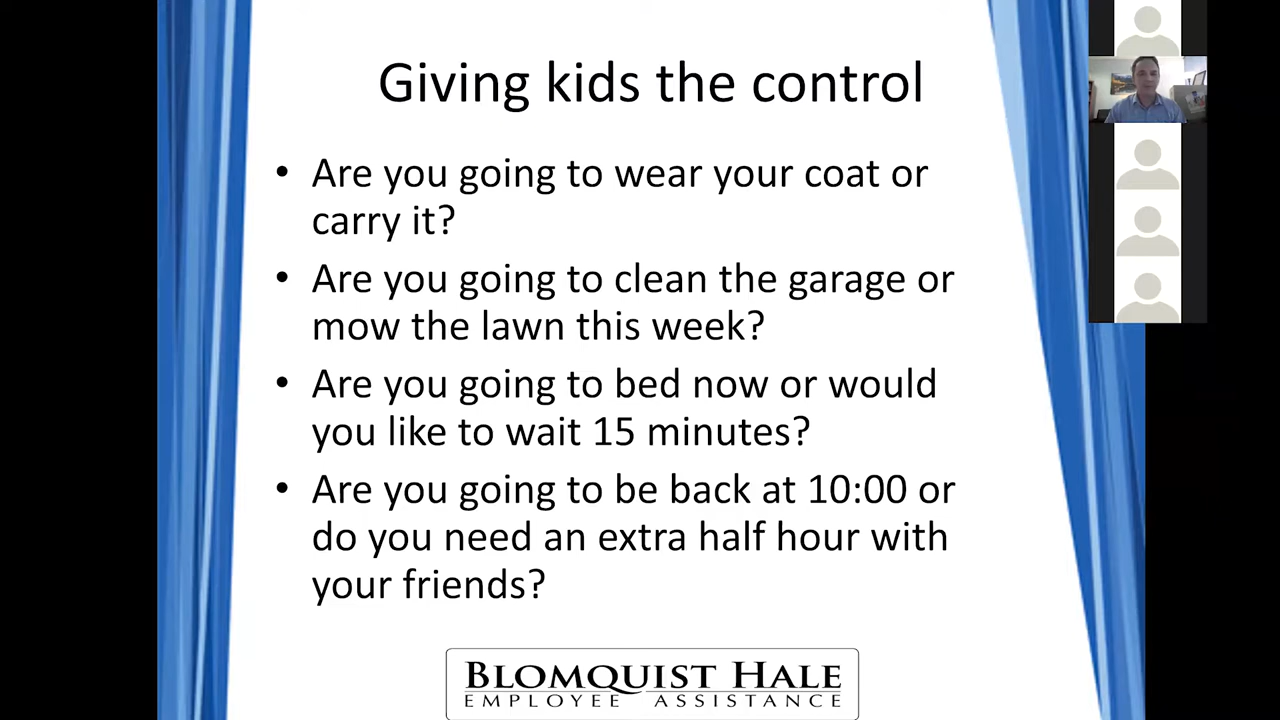 Giving kids the control
• Are you going to wear your coat or
carry it?
• Are you going to clean the garage or
mow the lawn this week?
• Are you going to bed now or would
you like to wait 15 minutes?
• Are you going to be back at 10:00 or
do you need an extra half hour with
your friends?
BLOMQUIST HALE
EMPLOYEE ASSISTANCE